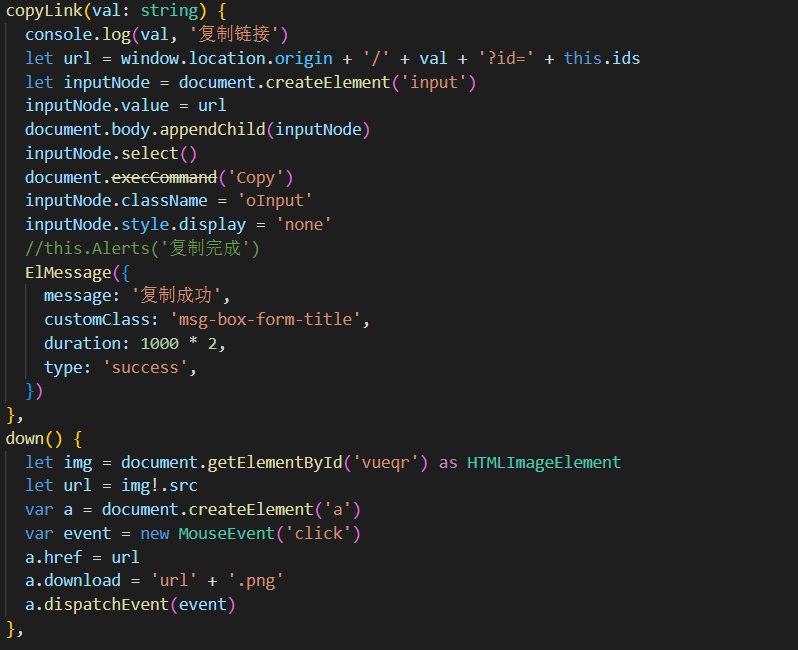 copyLink(val: string) {
console.log(val, '复制链接')
let url = window.location.origin + '/' + val + '?id=' + this.ids
let inputNode = document.createElement('input')
inputNode.value = url
document.body.appendChild(inputNode)
inputNode.select()
document.execCommand('Copy')
inputNode.className = 'oInput'
inputNode.style.display = 'none'
//this.Alerts('复制完成')
ElMessage({
message: '复制成功',
customClass: 'msg-box-form-title',
duration: 1000 * 2,
type: 'success',
})
},
down() {
let img = document.getElementById('vueqr') as HTMLImageElement
let url = img!.src
var a = document.createElement('a')
var event = new MouseEvent('click')
a.href = url
a.download = 'url' + '.png'
a.dispatchEvent(event)
},